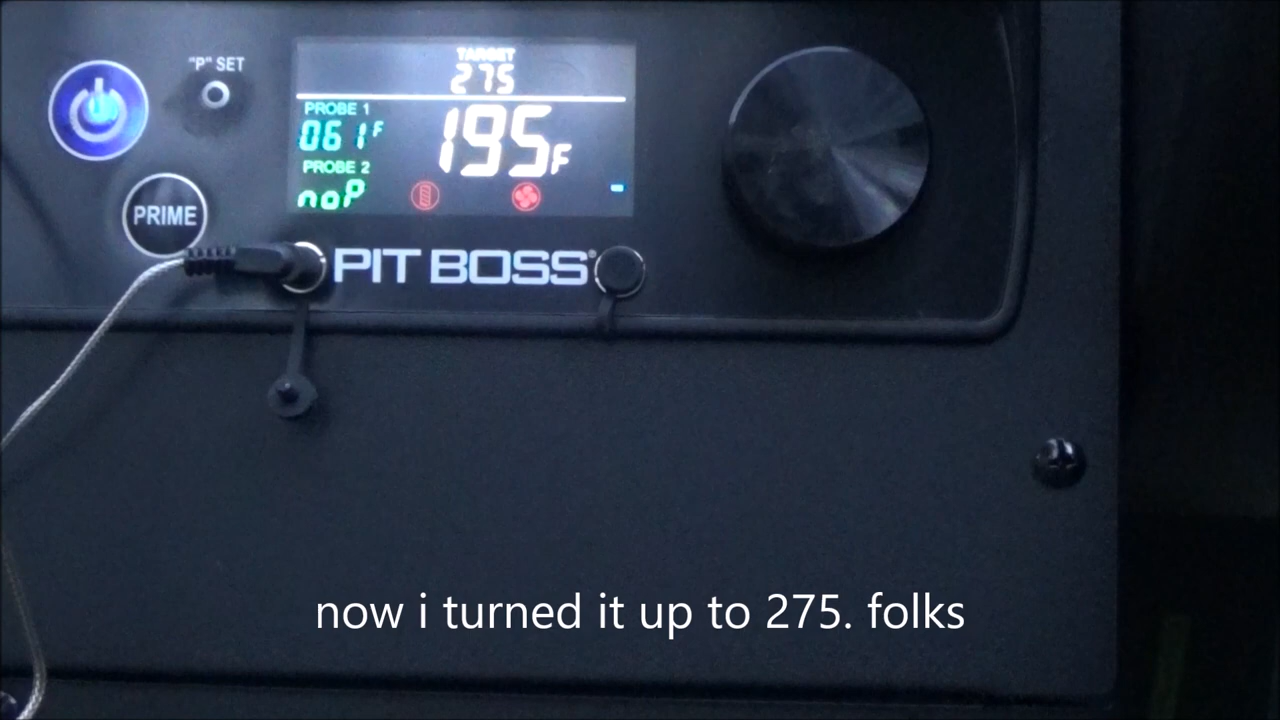 "P" SET
TARGET
275
PROBE 1
061F
195F
PROBE 2
noP
PRIME
PIT BOSS®
now i turned it up to 275. folks